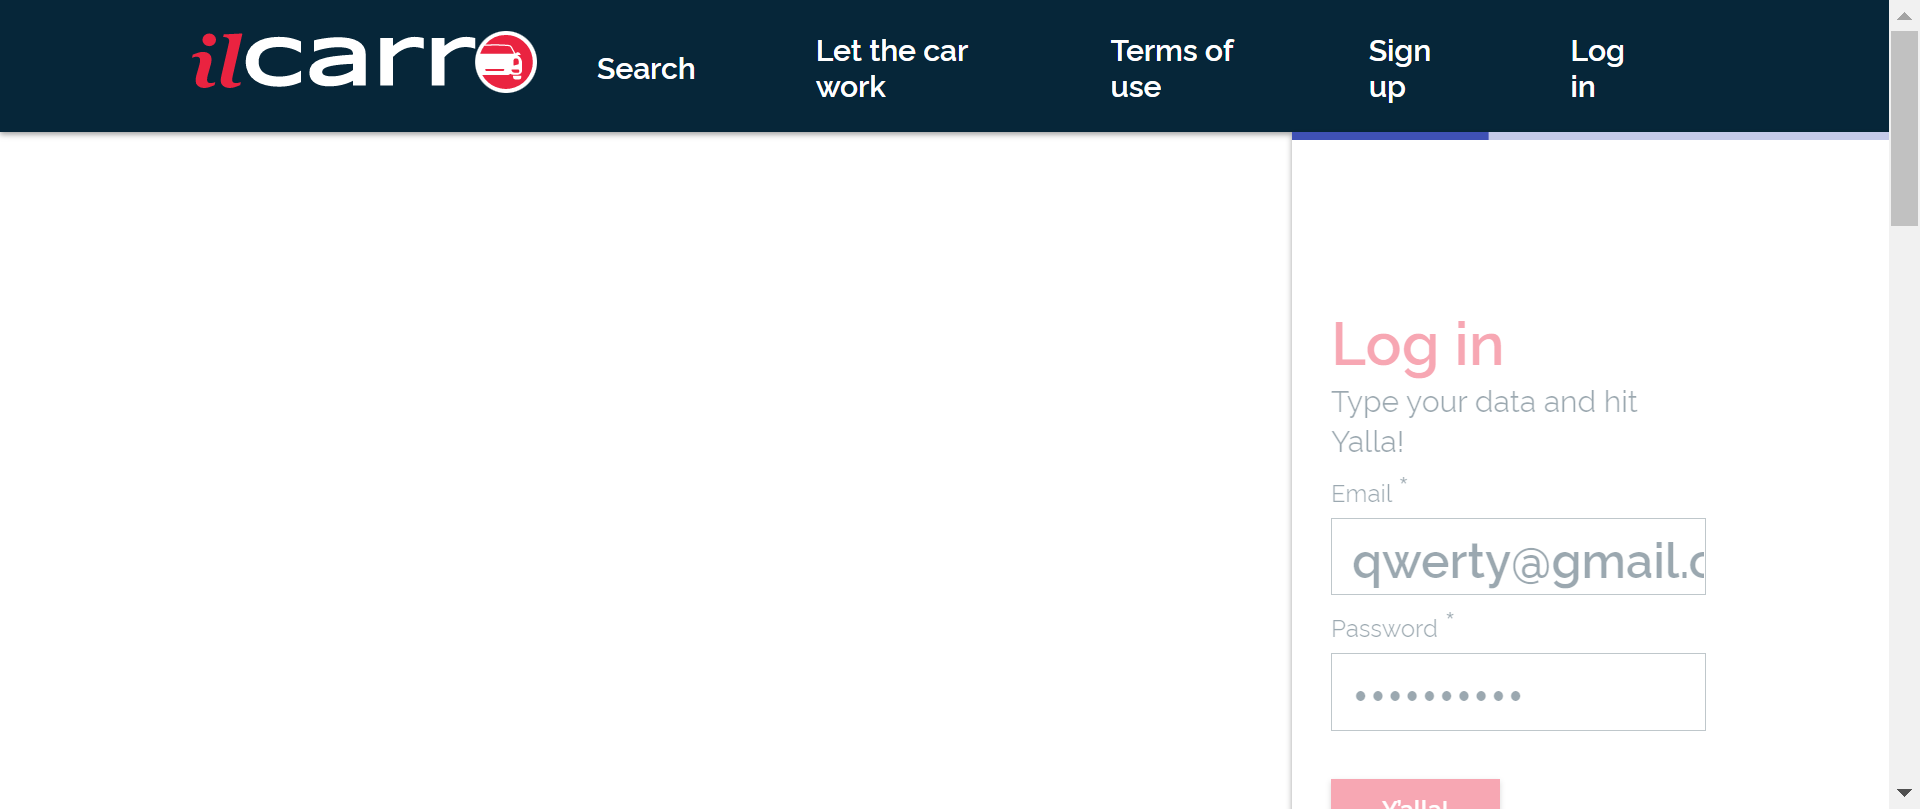 ilcarro
Search
Let the car
work
Terms of
use
Sign
up
Log
in
Log in
Type your data and hit
Yalla!
Email *
qwerty@gmail.c
Password *
••••••••••
Y'alla!